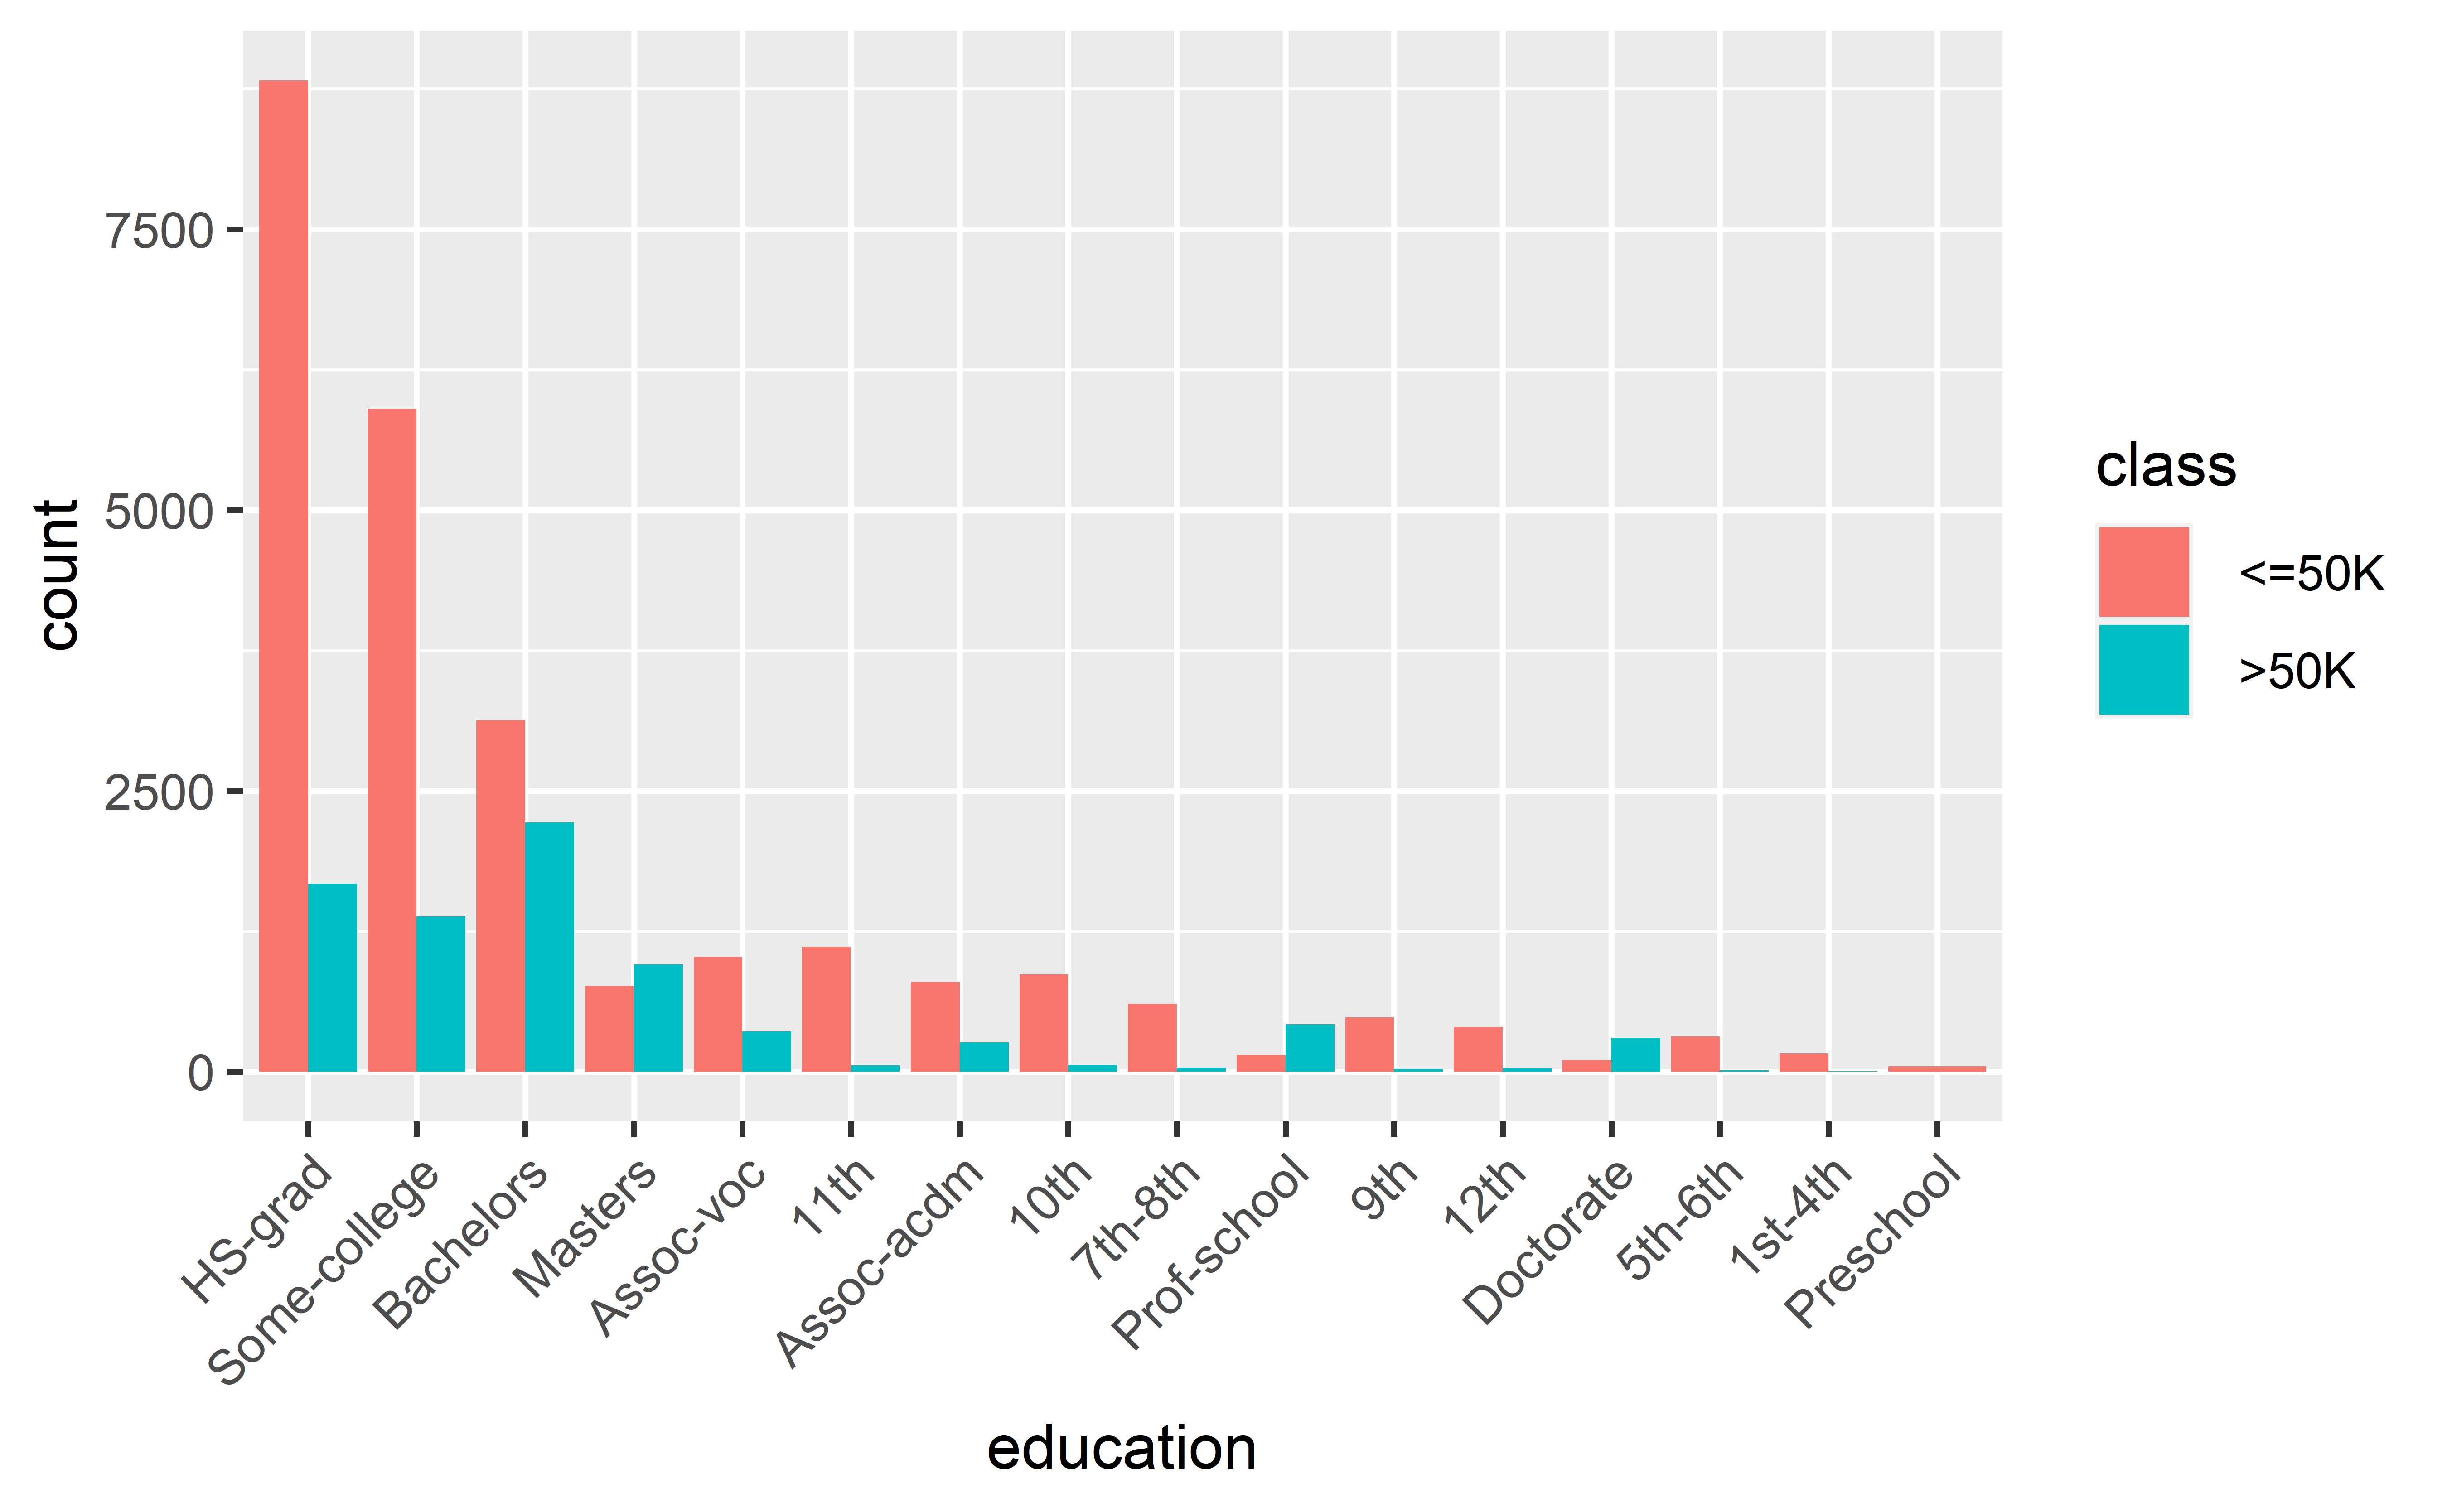 count
7500
5000
2500
0
HS-grad
Some-college
Bachelors
Masters
Assoc-voc
11th
Assoc-acdm
10th
7th-8th
Prof-school
9th
12th
Doctorate
5th-6th
1st-4th
Preschool
education
class
<=50K
>50K